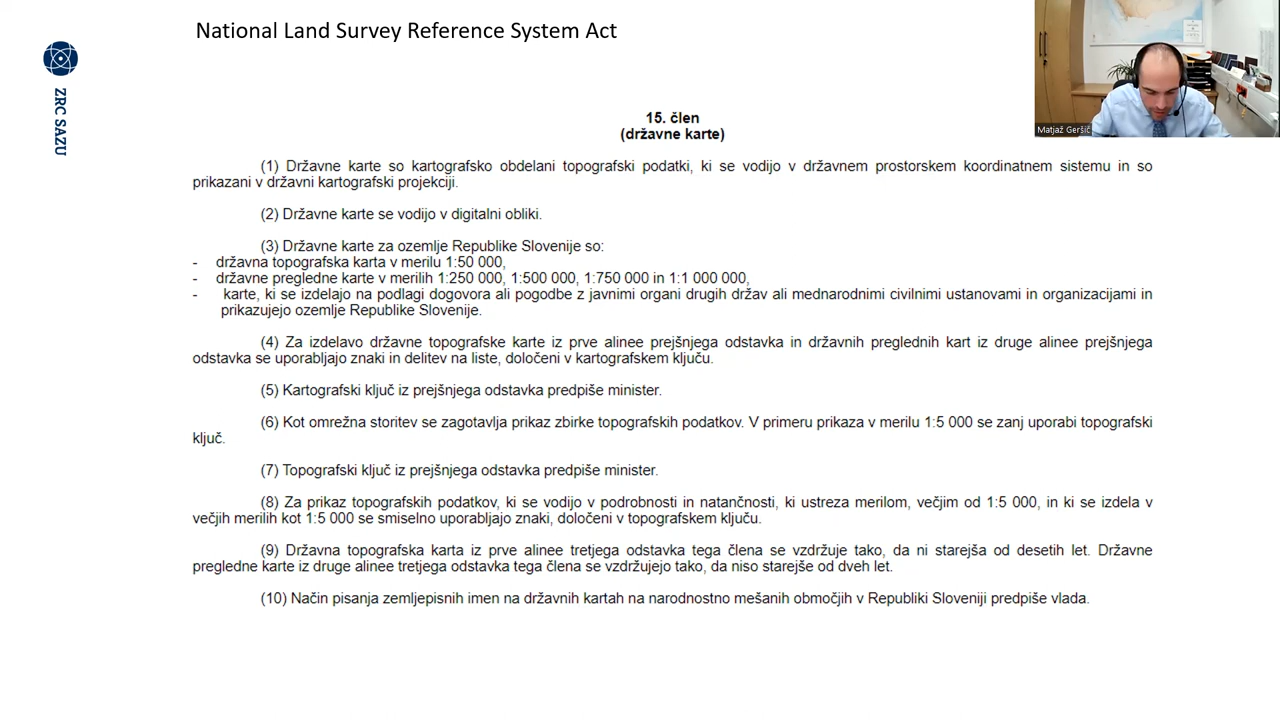 National Land Survey Reference System Act
ZRC SAZU
Matjaž Geršič
15. člen
(državne karte)
(1) Državne karte so kartografsko obdelani topografski podatki, ki se vodijo v državnem prostorskem koordinatnem sistemu in so
prikazani v državni kartografski projekciji.
(2) Državne karte se vodijo v digitalni obliki.
(3) Državne karte za ozemlje Republike Slovenije so:
- državna topografska karta v merilu 1:50 000,
- državne pregledne karte v merilih 1:250 000, 1:500 000, 1:750 000 in 1:1 000 000,
- karte, ki se izdelajo na podlagi dogovora ali pogodbe z javnimi organi drugih držav ali mednarodnimi civilnimi ustanovami in organizacijami in
prikazujejo ozemlje Republike Slovenije.
(4) Za izdelavo državne topografske karte iz prve alinee prejšnjega odstavka in državnih preglednih kart iz druge alinee prejšnjega
odstavka se uporabljajo znaki in delitev na liste, določeni v kartografskem ključu.
(5) Kartografski ključ iz prejšnjega odstavka predpiše minister.
(6) Kot omrežna storitev se zagotavlja prikaz zbirke topografskih podatkov. V primeru prikaza v merilu 1:5 000 se zanj uporabi topografski
ključ.
(7) Topografski ključ iz prejšnjega odstavka predpiše minister.
(8) Za prikaz topografskih podatkov, ki se vodijo v podrobnosti in natančnosti, ki ustreza merilom, večjim od 1:5 000, in ki se izdela v
večjih merilih kot 1:5 000 se smiselno uporabljajo znaki, določeni v topografskem ključu.
(9) Državna topografska karta iz prve alinee tretjega odstavka tega člena se vzdržuje tako, da ni starejša od desetih let. Državne
pregledne karte iz druge alinee tretjega odstavka tega člena se vzdržujejo tako, da niso starejše od dveh let.
(10) Način pisanja zemljepisnih imen na državnih kartah na narodnostno mešanih območjih v Republiki Sloveniji predpiše vlada.